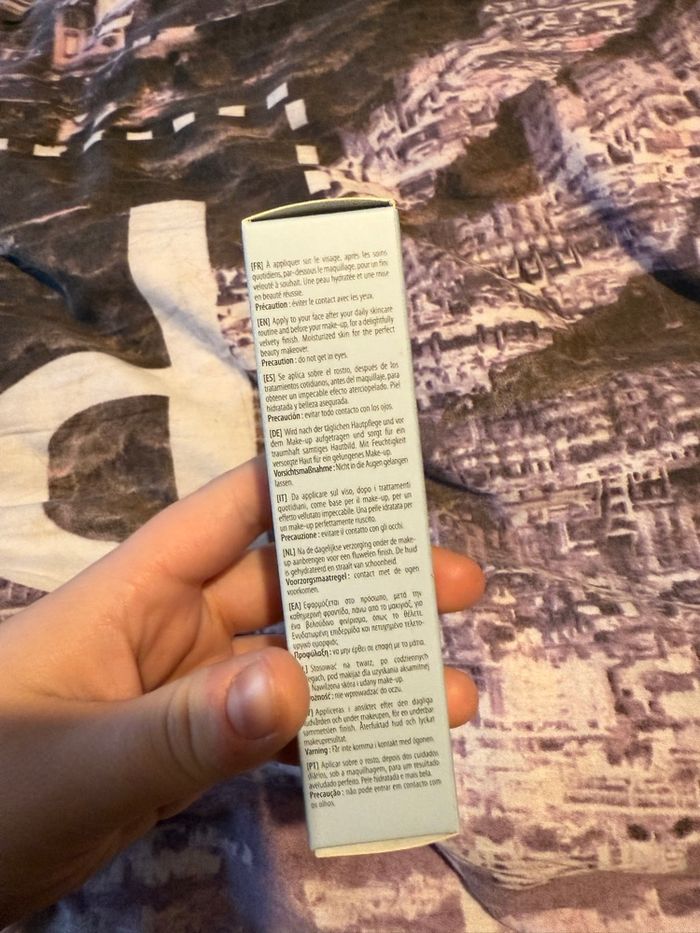 [FR] À appliquer sur le visage, après les soins
quotidiens, par-dessous le maquillage, pour un fini
velouté à souhait. Une peau hydratée et une mise
en beauté réussie.
Précaution : éviter le contact avec les yeux.
[EN] Apply to your face after your daily skincare
routine and before your make-up, for a delightfully
velvety finish. Moisturized skin for the perfect
beauty makeover.
Precaution : do not get in eyes.
[ES] Se aplica sobre el rostro, después de los
tratamientos cotidianos, antes del maquillaje, para
obtener un impecable efecto aterciopelado. Piel
hidratada y belleza asegurada.
Precaución : evitar todo contacto con los ojos.
[DE] Wird nach der täglichen Hautpflege und vor
dem Make-up aufgetragen und sorgt für ein
traumhaft samtiges Hautbild. Mit Feuchtigkeit
versorgte Haut für ein gelungenes Make-up.
Vorsichtsmaßnahme : Nicht in die Augen gelangen
lassen.
[IT] Da applicare sul viso, dopo i trattamenti
quotidiani, come base per il make-up, per un
effetto vellutato impeccabile. Una pelle idratata per
un make-up perfettamente riuscito.
Precauzione : evitare il contatto con gli occhi.
[NL] Na de dagelijkse verzorging onder de make-
up aanbrengen voor een fluwelen finish. De huid
is gehydrateerd en straalt van schoonheid.
Voorzorgsmaatregel : contact met de ogen
voorkomen.
[EΛ] Εφαρμόζεται στο πρόσωπο, μετά την
καθημερινή φροντίδα, πάνω από το μακιγιάζ, για
ένα βελούδινο φινίρισμα, όπως το θέλετε.
Ενυδατωμένη επιδερμίδα και πετυχημένο τελετο-
υργικό ομορφιάς.
Προφύλαξη : να μην έρθει σε επαφή με τα μάτια.
Stosować na twarz, po codziennych
pod makijaż dla uzyskania aksamitnej
Nawilżona skóra i udany make-up.
nie wprowadzać do oczu.
Appliceras i ansiktet efter den dagliga
och under makeupen, för en underbar
sammetslen finish. Återfuktad hud och lyckat
makeupresultat.
Varning : Får inte komma i kontakt med ögonen.
[PT] Aplicar sobre o rosto, depois dos cuidados
diários, sob a maquilhagem, para um resultado
aveludado perfeito. Pele hidratada e mais bela.
Precaução : não pode entrar em contacto com
os olhos.